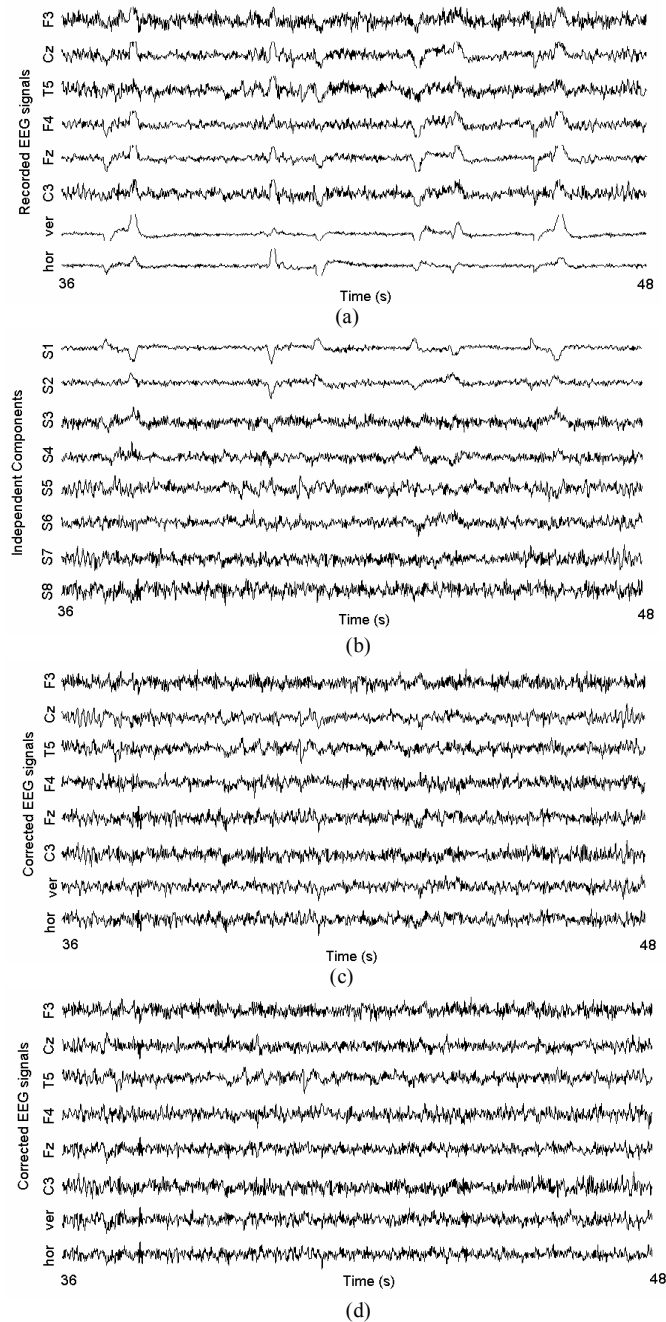 Recorded EEG signals
F3
Cz
T5
F4
Fz
C3
ver
hor
36
48
Time (s)
(a)
Independent Components
S1
S2
S3
S4
S5
S6
S7
S8
36
48
Time (s)
(b)
Corrected EEG signals
F3
Cz
T5
F4
Fz
C3
ver
hor
36
48
Time (s)
(c)
Corrected EEG signals
F3
Cz
T5
F4
Fz
C3
ver
hor
36
48
Time (s)
(d)